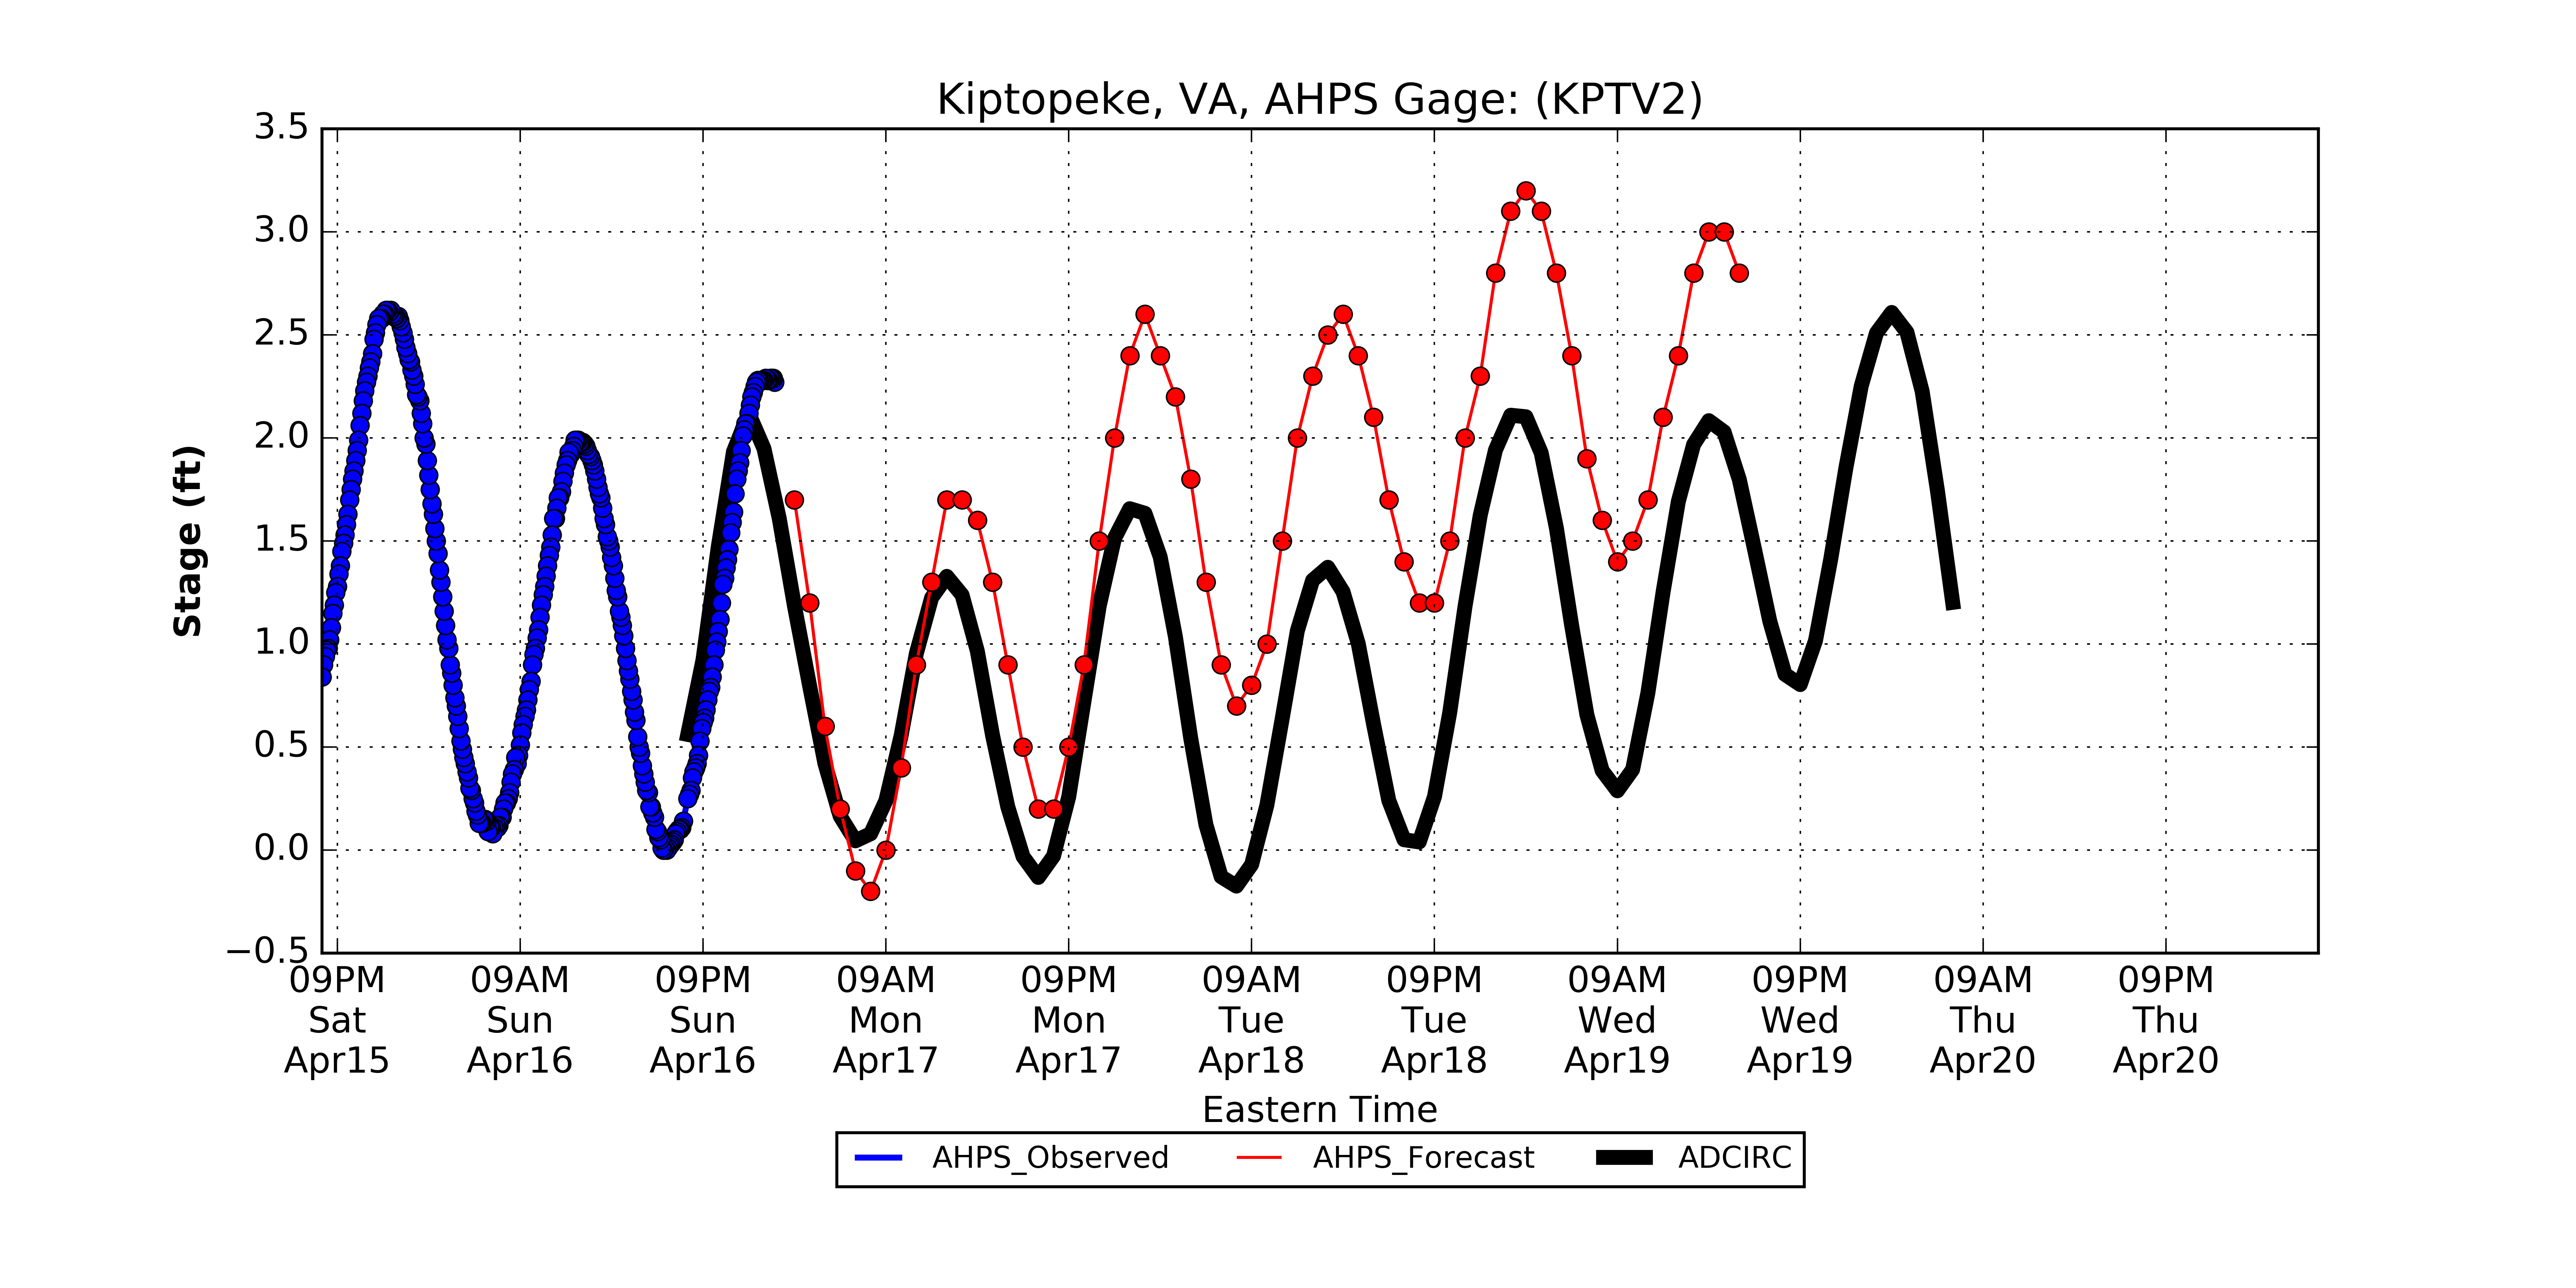 Kiptopeke, VA, AHPS Gage: (KPTV2)
3.5
3.0
2.5
2.0
1.5
1.0
0.5
0.0
−0.5
Stage (ft)
09PM 09AM 09PM 09AM 09PM 09AM 09PM 09AM 09PM 09AM 09PM
Sat Sun Sun Mon Mon Tue Tue Wed Wed Thu Thu
Apr15 Apr16 Apr16 Apr17 Apr17 Apr18 Apr18 Apr19 Apr19 Apr20 Apr20
Eastern Time
AHPS_Observed AHPS_Forecast ADCIRC